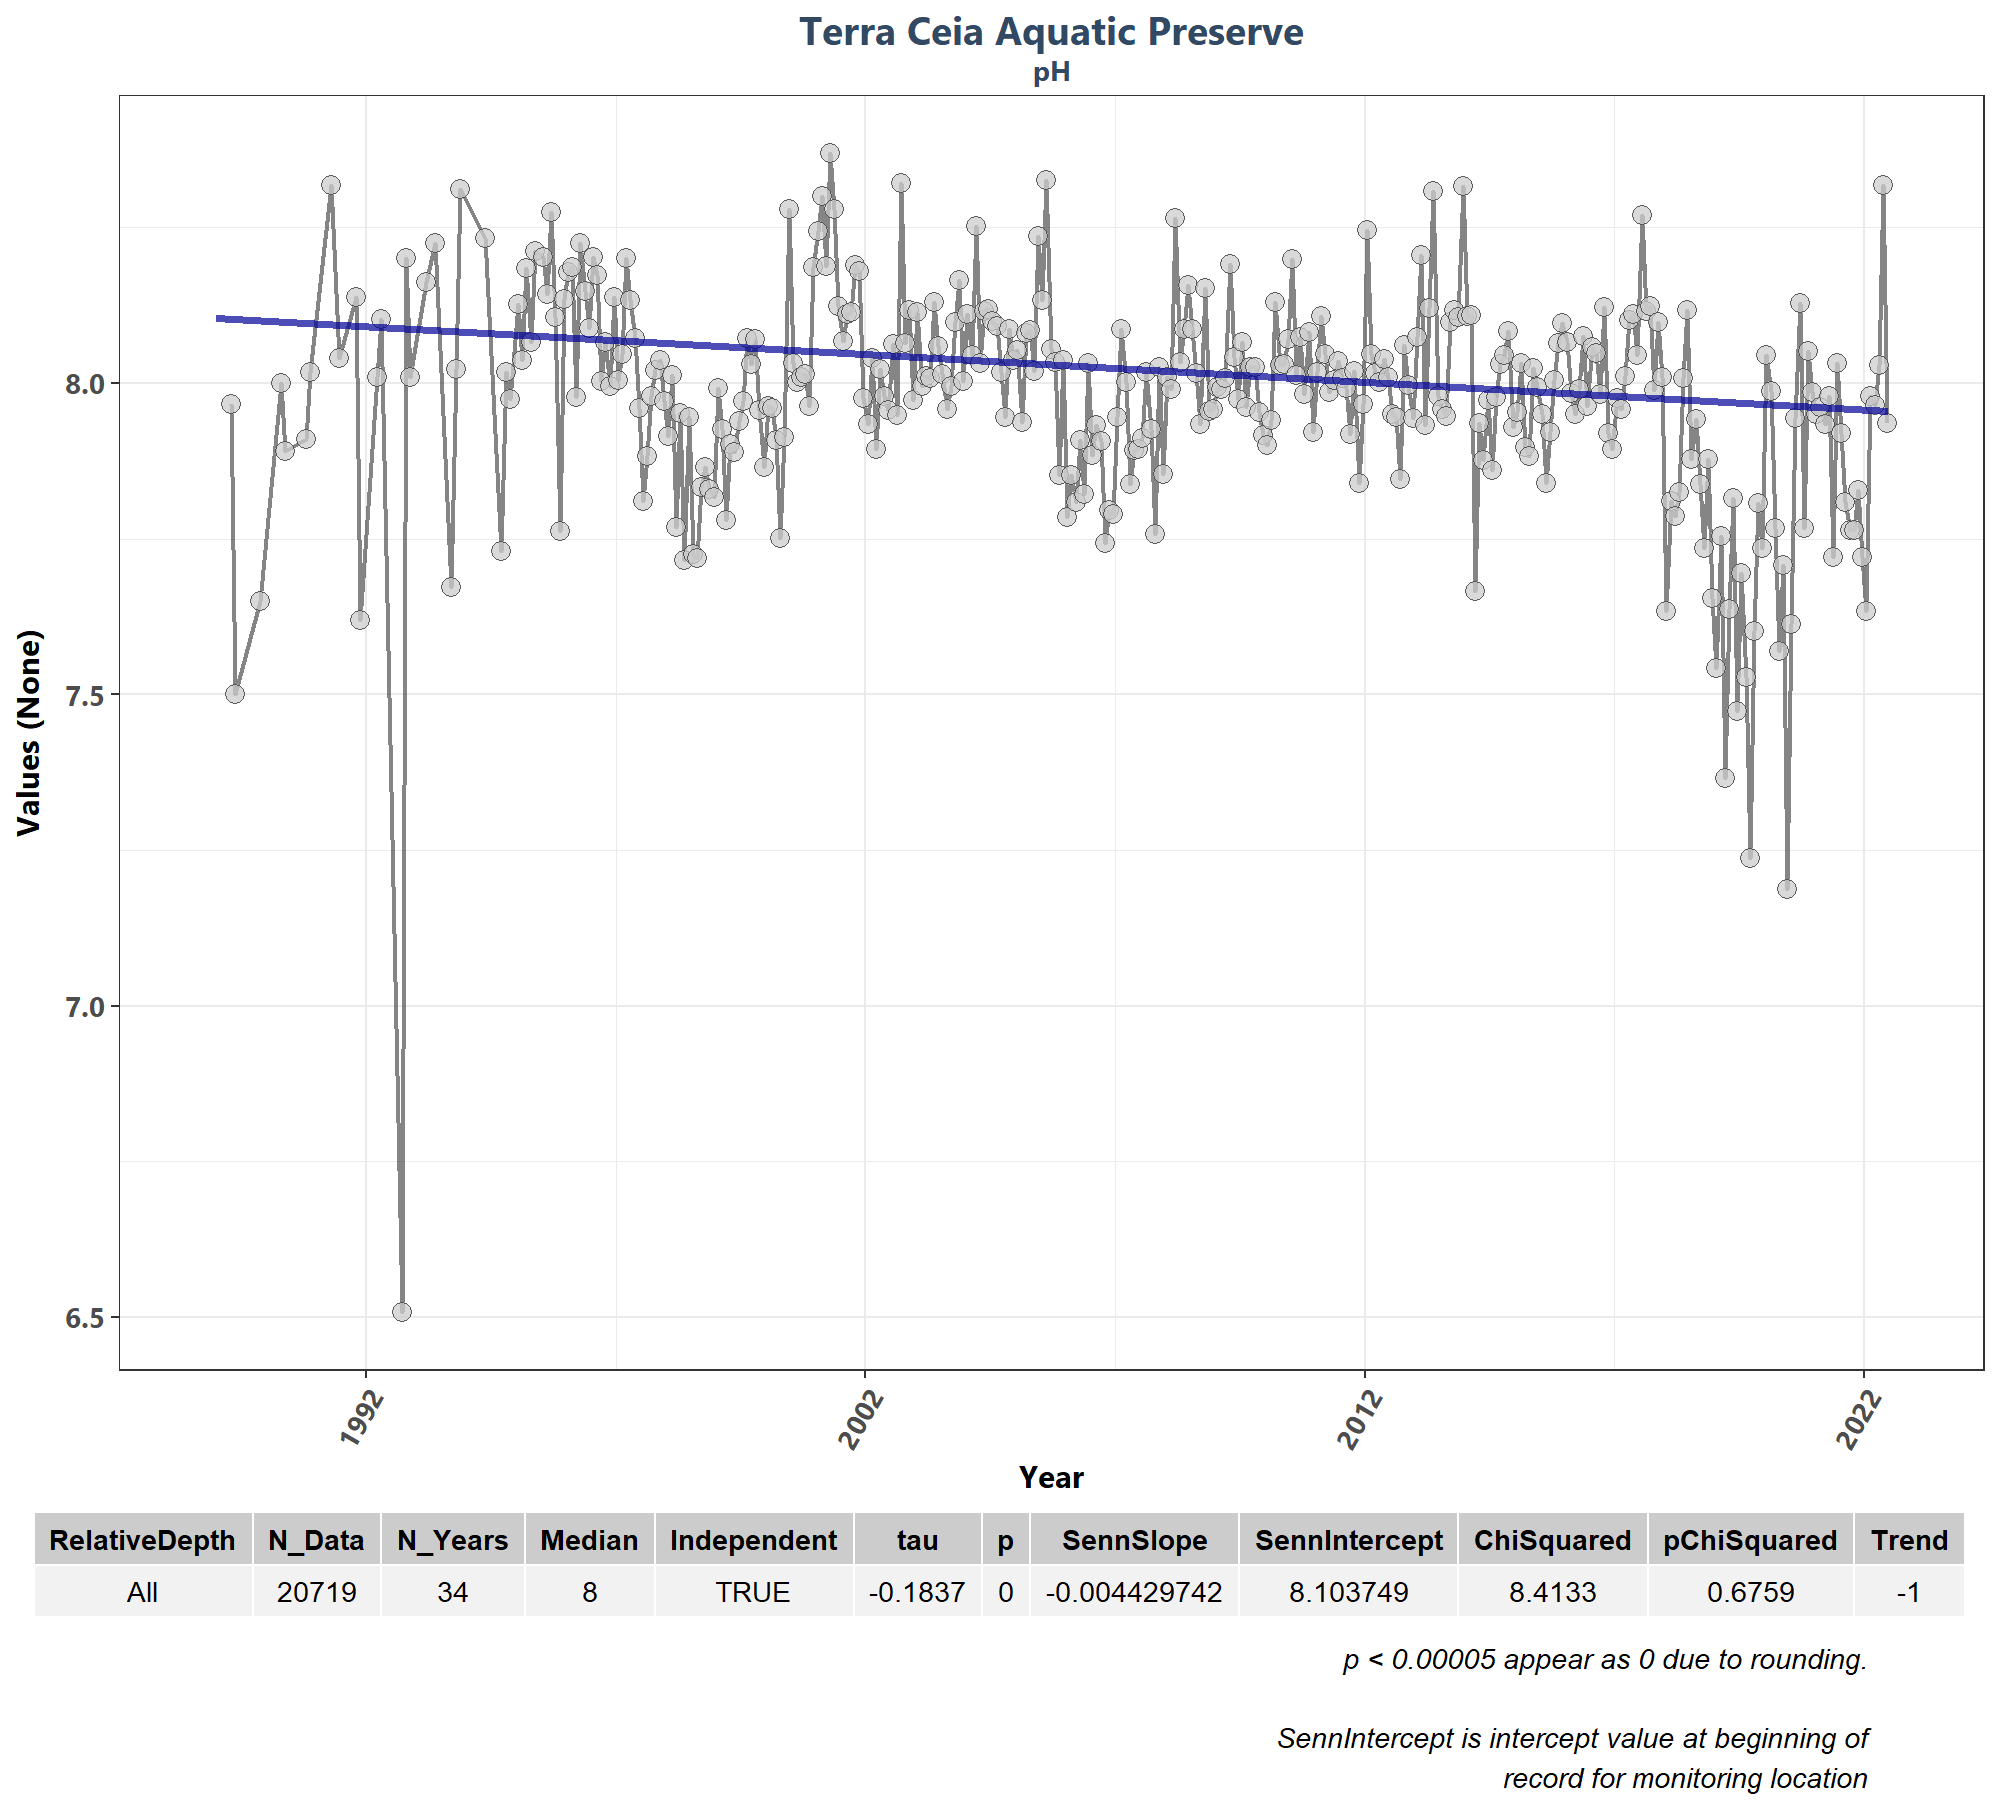 Terra Ceia Aquatic Preserve
pH
Values (None)
8.0
7.5
7.0
6.5
1992 2002 2012 2022
Year
RelativeDepth N_Data N_Years Median Independent tau p SennSlope SennIntercept ChiSquared pChiSquared Trend
All 20719 34 8 TRUE -0.1837 0 -0.004429742 8.103749 8.4133 0.6759 -1
p < 0.00005 appear as 0 due to rounding.
SennIntercept is intercept value at beginning of
record for monitoring location